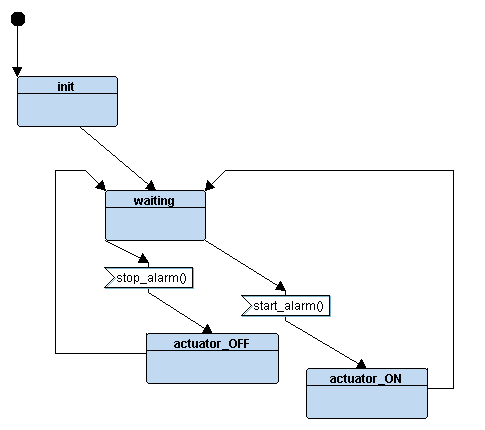 init
waiting
stop_alarm()
start_alarm()
actuator_OFF
actuator_ON